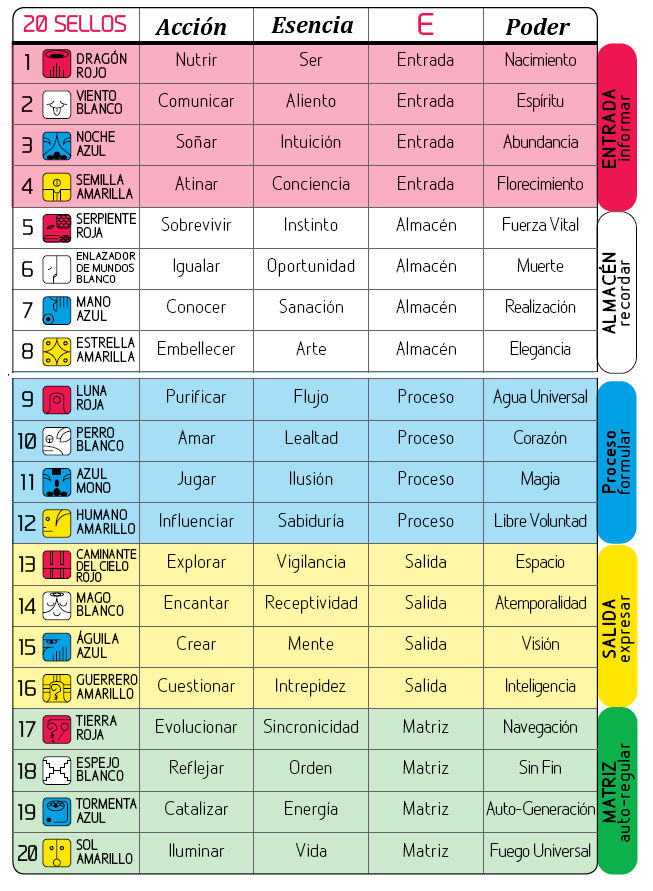 20 SELLOS Acción Esencia E Poder
1 DRAGÓN ROJO Nutrir Ser Entrada Nacimiento
2 VIENTO BLANCO Comunicar Aliento Entrada Espíritu
3 NOCHE AZUL Soñar Intuición Entrada Abundancia
4 SEMILLA AMARILLA Atinar Conciencia Entrada Florecimiento
ENTRADA
informar
5 SERPIENTE ROJA Sobrevivir Instinto Almacén Fuerza Vital
6 ENLAZADOR DE MUNDOS BLANCO Igualar Oportunidad Almacén Muerte
7 MANO AZUL Conocer Sanación Almacén Realización
8 ESTRELLA AMARILLA Embellecer Arte Almacén Elegancia
ALMACÉN
recordar
9 LUNA ROJA Purificar Flujo Proceso Agua Universal
10 PERRO BLANCO Amar Lealtad Proceso Corazón
11 AZUL MONO Jugar Ilusión Proceso Magia
12 HUMANO AMARILLO Influenciar Sabiduría Proceso Libre Voluntad
Proceso
formular
13 CAMINANTE DEL CIELO ROJO Explorar Vigilancia Salida Espacio
14 MAGO BLANCO Encantar Receptividad Salida Atemporalidad
15 ÁGUILA AZUL Crear Mente Salida Visión
16 GUERRERO AMARILLO Cuestionar Intrepidez Salida Inteligencia
SALIDA
expresar
17 TIERRA ROJA Evolucionar Sincronicidad Matriz Navegación
18 ESPEJO BLANCO Reflejar Orden Matriz Sin Fin
19 TORMENTA AZUL Catalizar Energía Matriz Auto-Generación
20 SOL AMARILLO Iluminar Vida Matriz Fuego Universal
MATRIZ
auto-regular